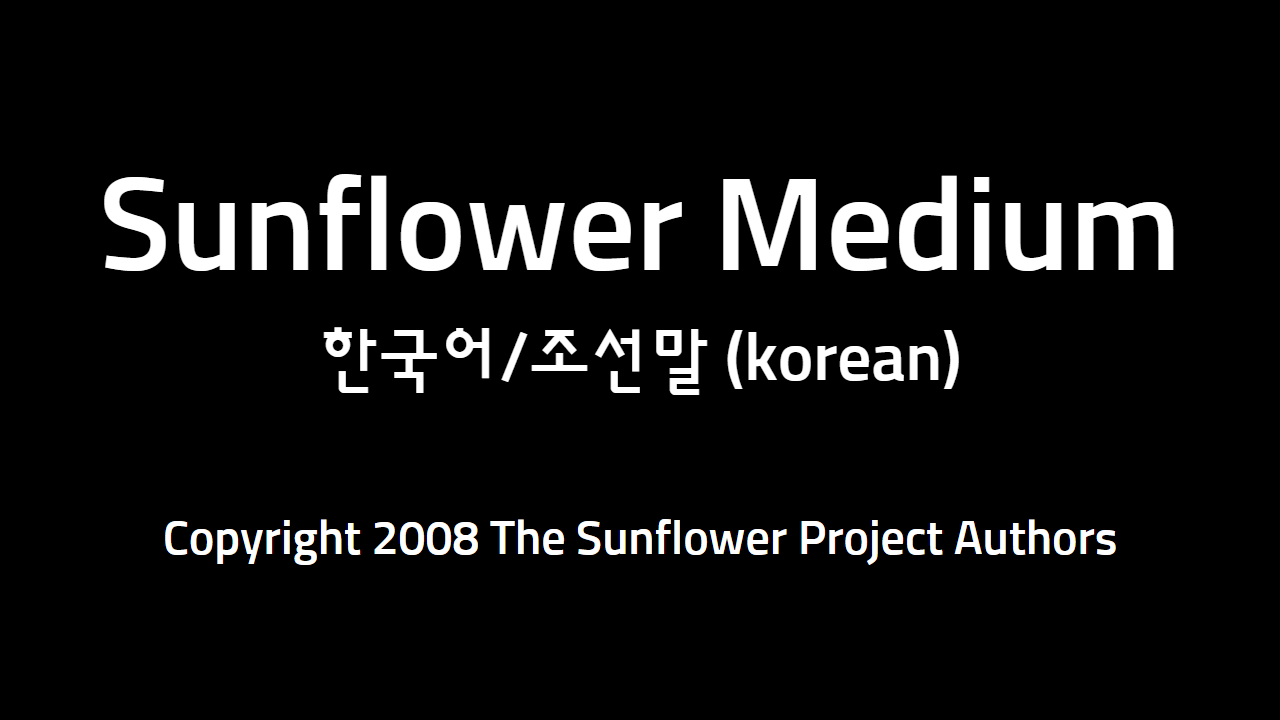 Sunflower Medium
한국어/조선말 (korean)
Copyright 2008 The Sunflower Project Authors